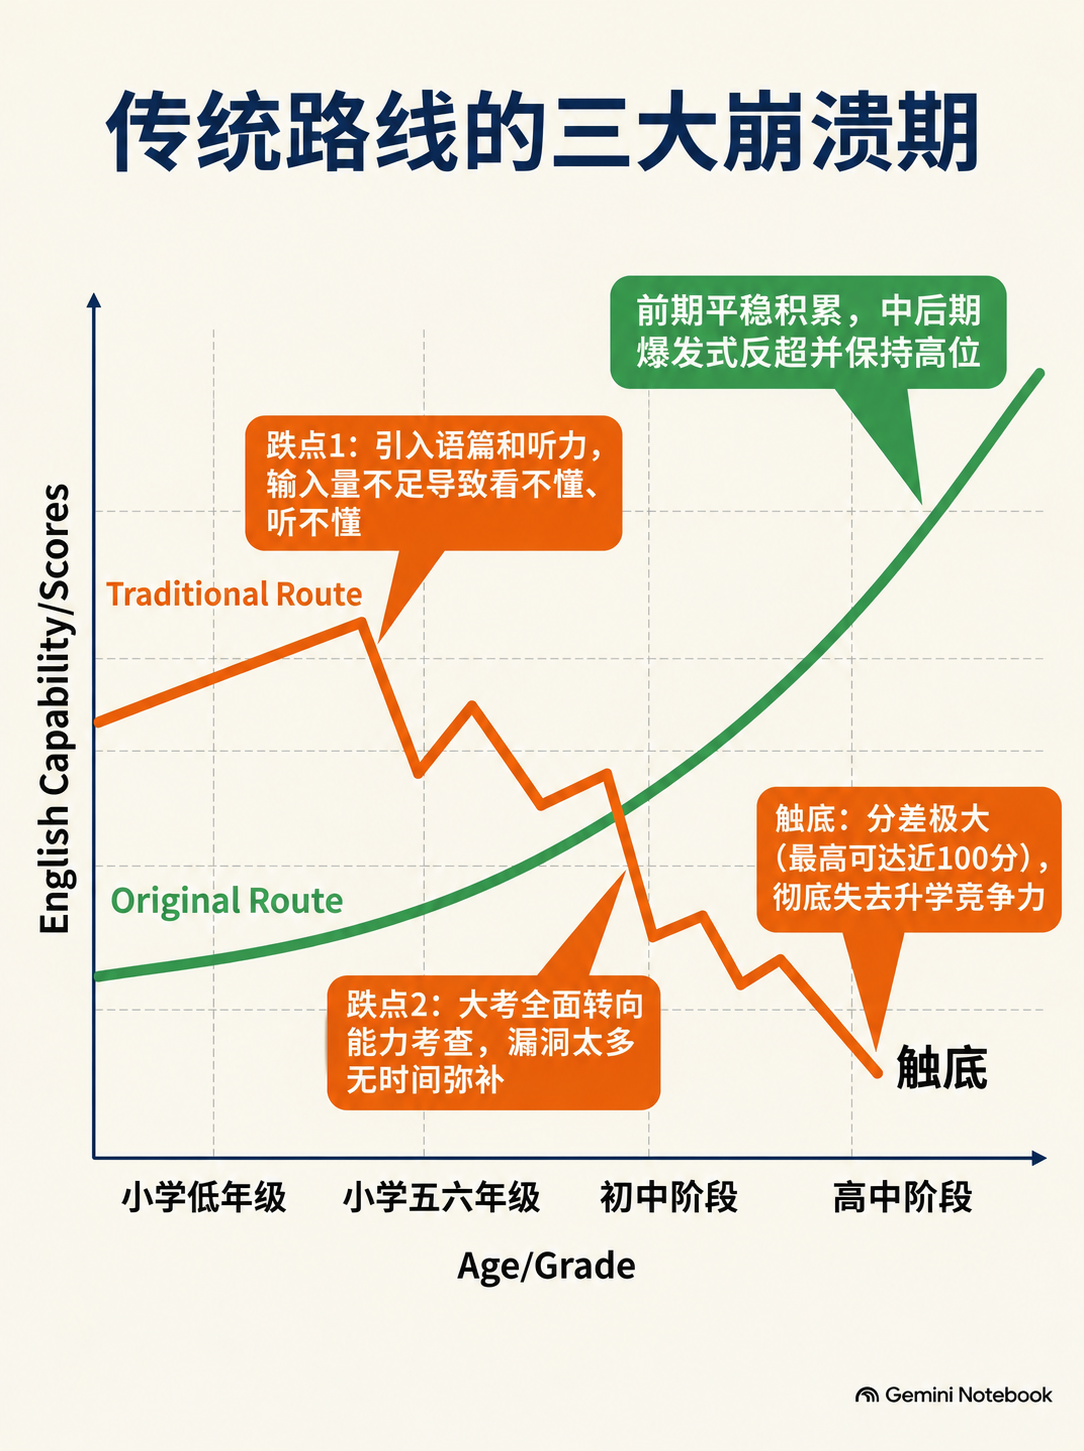 传统路线的三大崩溃期
前期平稳积累，中后期
爆发式反超并保持高位
跌点1：引入语篇和听力，
输入量不足导致看不懂、
听不懂
Traditional Route
English Capability/Scores
触底：分差极大
（最高可达近100分），
彻底失去升学竞争力
Original Route
跌点2：大考全面转向
能力考查，漏洞太多
无时间弥补
触底
小学低年级
小学五六年级
初中阶段
高中阶段
Age/Grade
Gemini Notebook